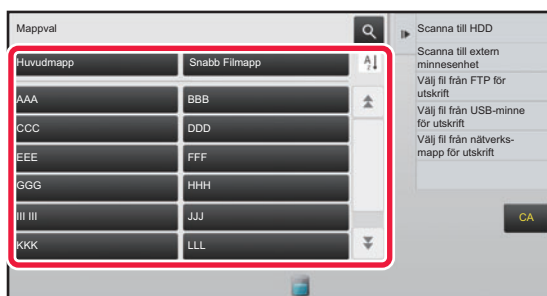 Mappval
Huvudmapp
Snabb Filmapp
AAA
BBB
CCC
DDD
EEE
FFF
GGG
HHH
III III
JJJ
KKK
LLL
Scanna till HDD
Scanna till extern
minnesenhet
Välj fil från FTP för
utskrift
Välj fil från USB-minne
för utskrift
Välj fil från nätverks-
mapp för utskrift
CA